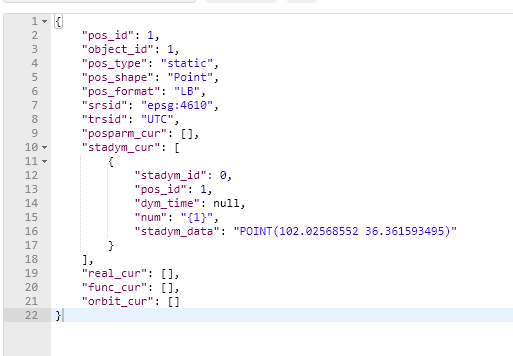 1 {
2 "pos_id": 1,
3 "object_id": 1,
4 "pos_type": "static",
5 "pos_shape": "Point",
6 "pos_format": "LB",
7 "srsid": "epsg:4610",
8 "trsid": "UTC",
9 "posparm_cur": [],
10 "stadym_cur": [
11 {
12 "stadym_id": 0,
13 "pos_id": 1,
14 "dym_time": null,
15 "num": "{1}",
16 "stadym_data": "POINT(102.02568552 36.361593495)"
17 }
18 ],
19 "real_cur": [],
20 "func_cur": [],
21 "orbit_cur": []
22 }